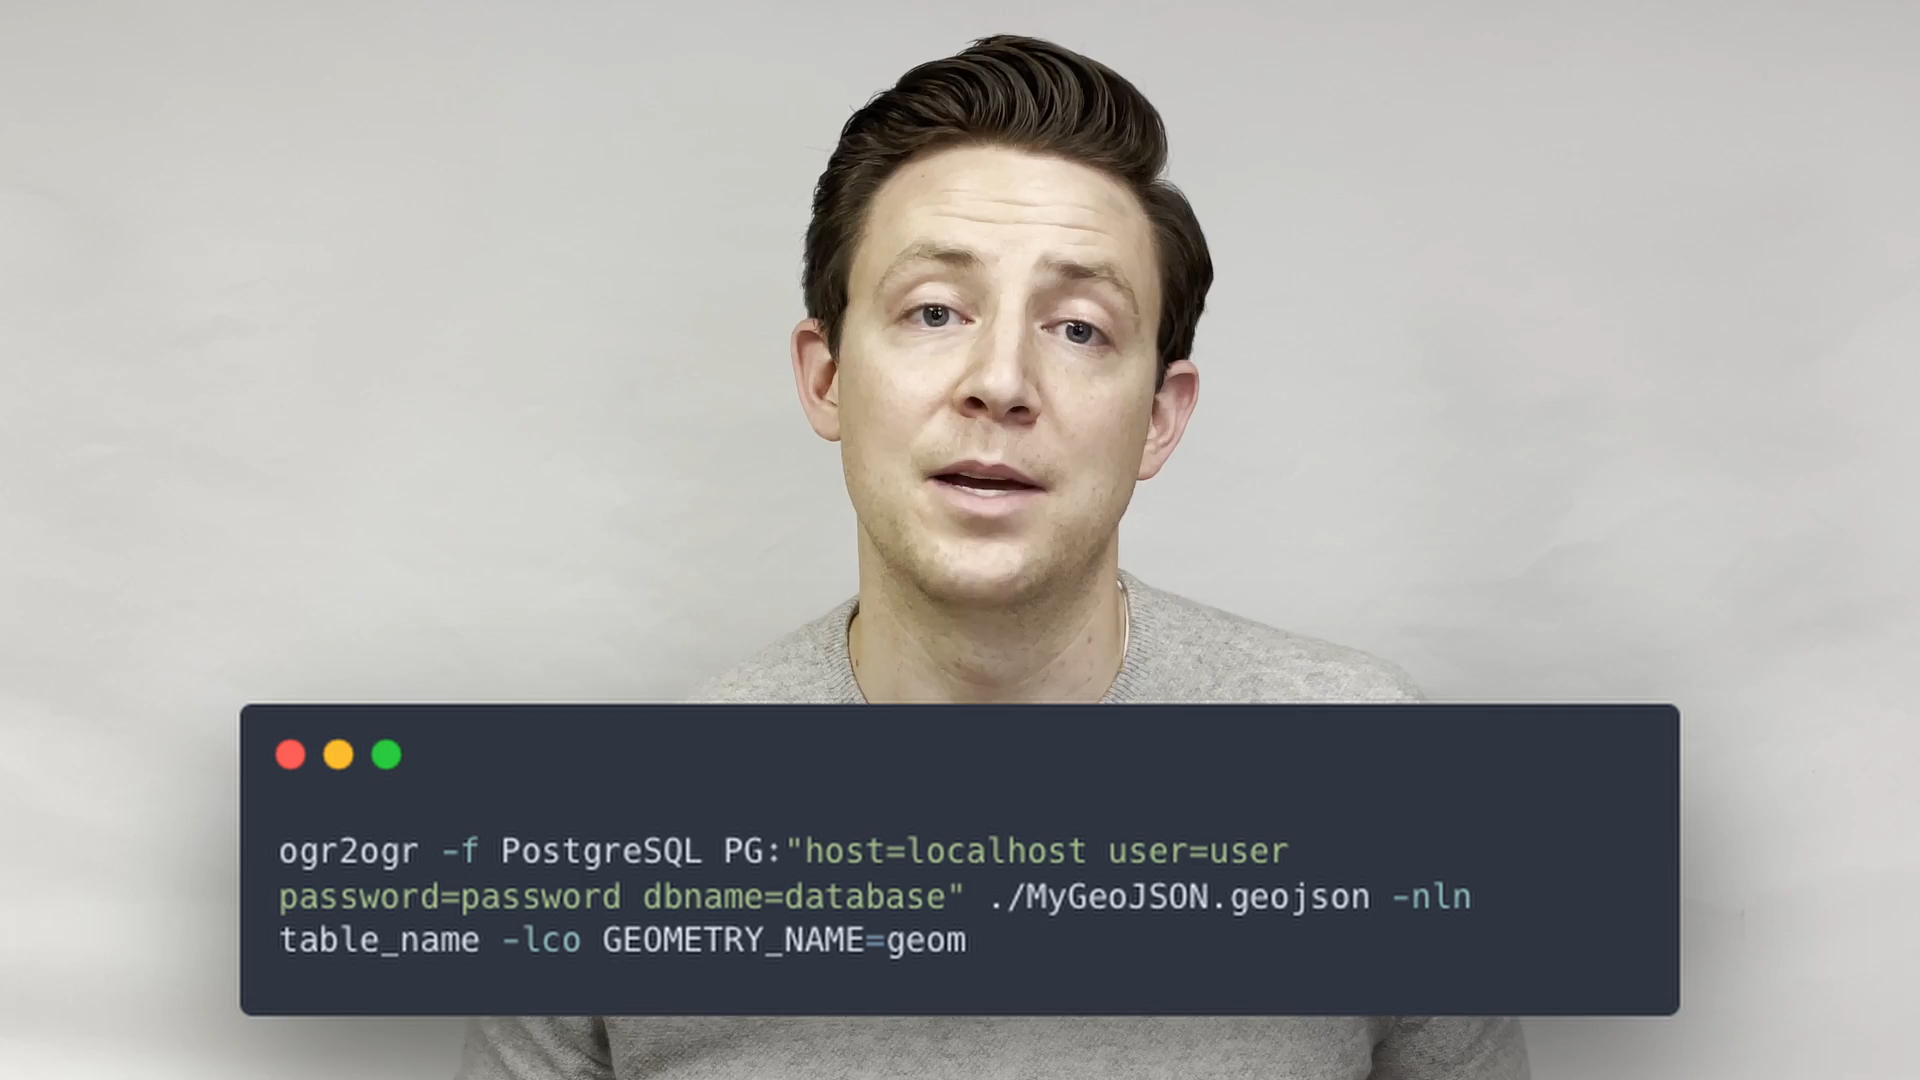 ogr2ogr -f PostgreSQL PG:"host=localhost user=user
password=password dbname=database" ./MyGeoJSON.geojson -nln
table_name -lco GEOMETRY_NAME=geom